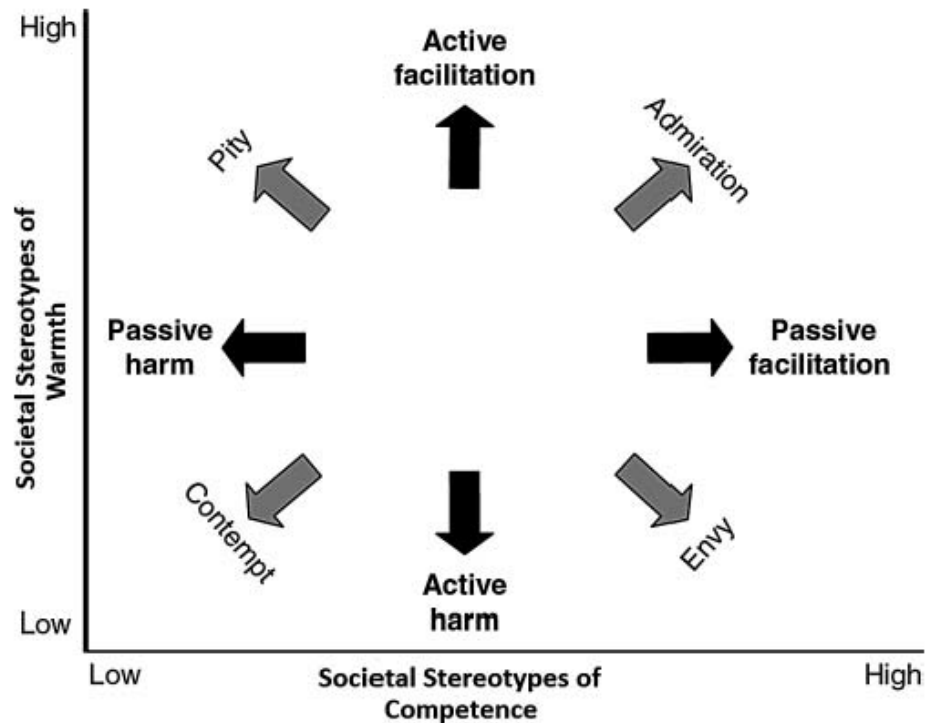 High
Active
facilitation
Admiration
Pity
Societal Stereotypes of
Warmth
Passive
harm
Passive
facilitation
Contempt
Envy
Active
harm
Low
Low
Societal Stereotypes of
Competence
High